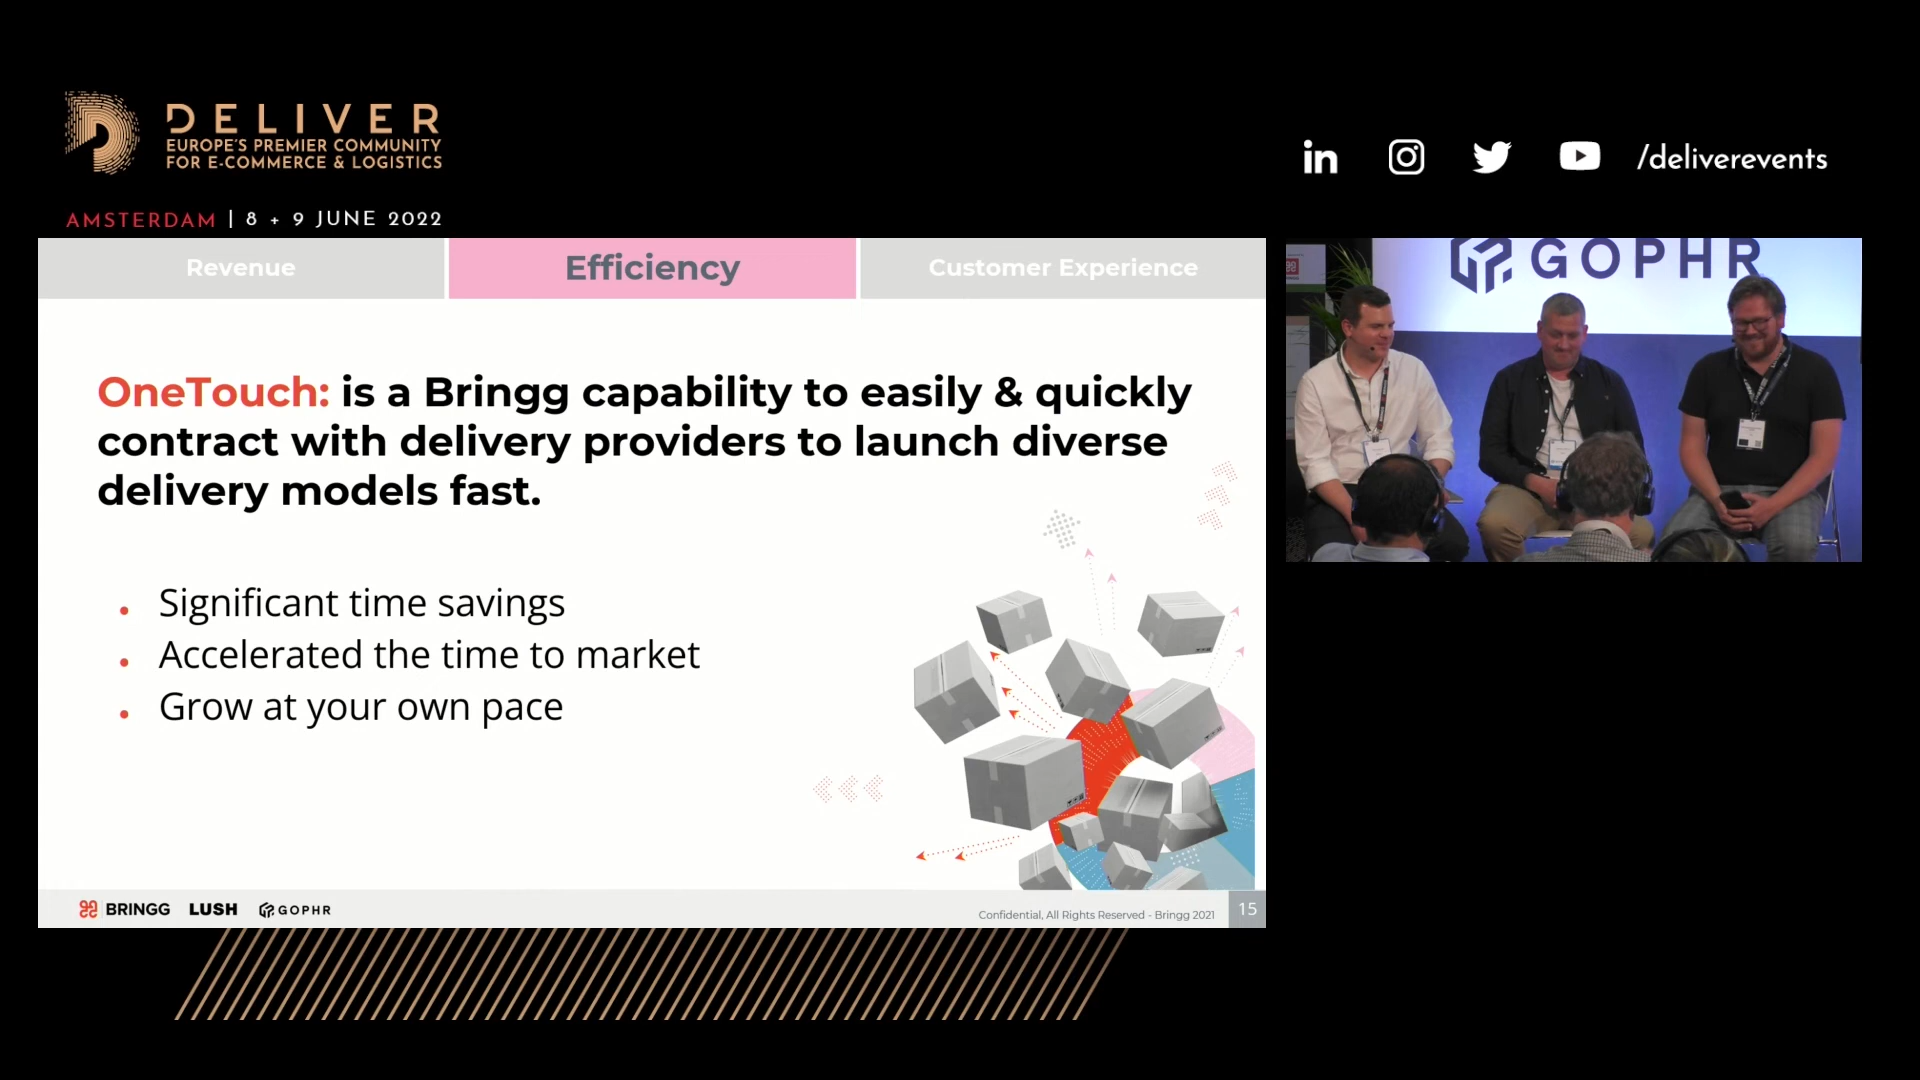 DELIVER
EUROPE'S PREMIER COMMUNITY
FOR E-COMMERCE & LOGISTICS
AMSTERDAM | 8 + 9 JUNE 2022
in
/deliverevents
Revenue
Efficiency
Customer Experience
GOPHR
OneTouch: is a Bringg capability to easily & quickly
contract with delivery providers to launch diverse
delivery models fast.
• Significant time savings
• Accelerated the time to market
• Grow at your own pace
BRINGG LUSH GOPHR
Confidential, All Rights Reserved - Bringg 2021
15